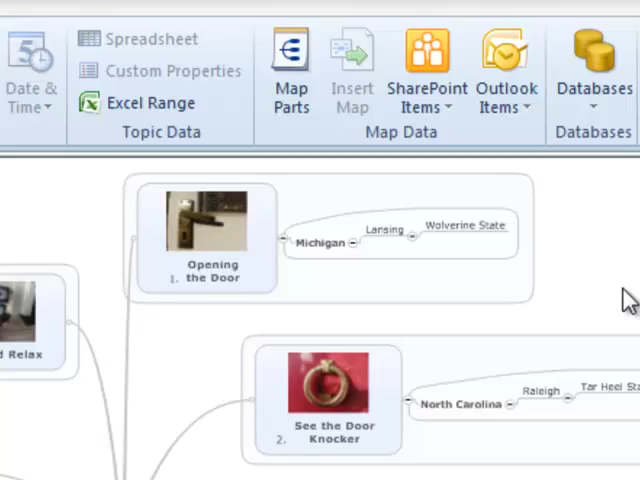 Date &
Time
Spreadsheet
Custom Properties
Excel Range
Topic Data
Map
Parts
Insert
Map
SharePoint
Items
Outlook
Items
Map Data
Databases
Databases
Michigan
Lansing
Wolverine State
Opening
1. the Door
d Relax
North Carolina
Raleigh
Tar Heel Sta
See the Door
2. Knocker